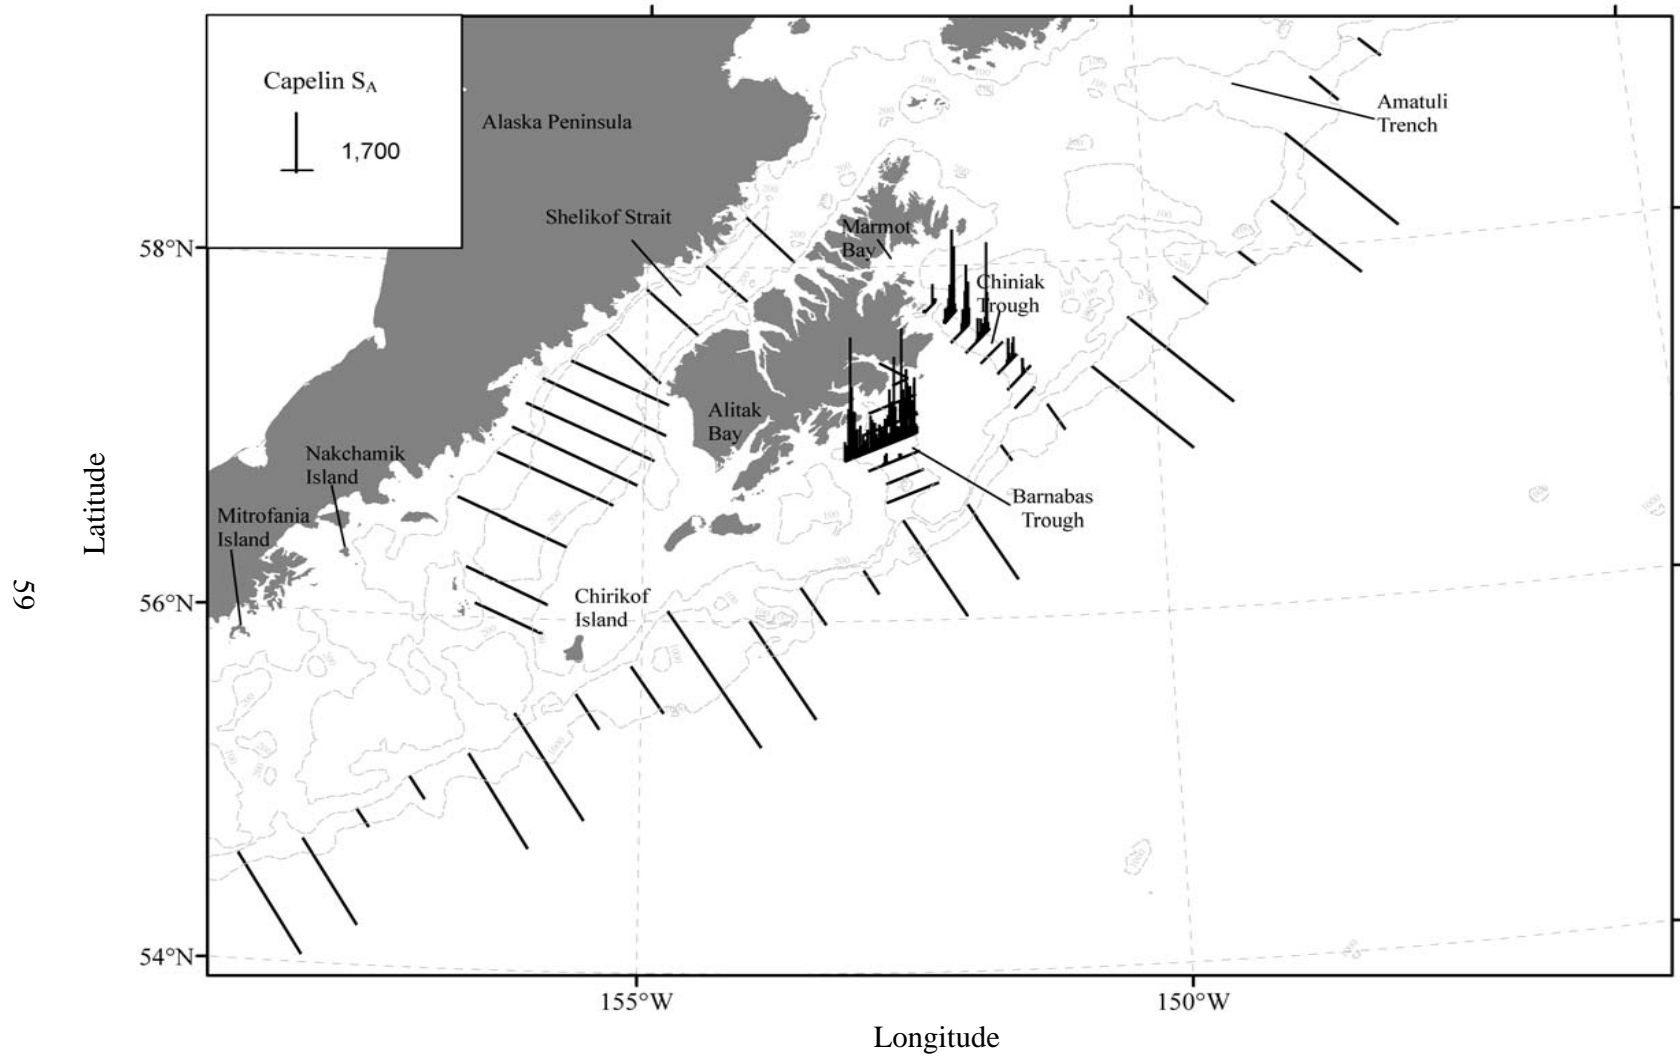 Capelin SA
1,700
Alaska Peninsula
Amatuli
Trench
Shelikof Strait
Marmot
Bay
58°N
Chiniak
Trough
Alitak
Bay
Nakchamik
Island
Mitrofania
Island
Barnabas
Trough
Chirikof
Island
56°N
54°N
155°W
150°W
Latitude
Longitude
59